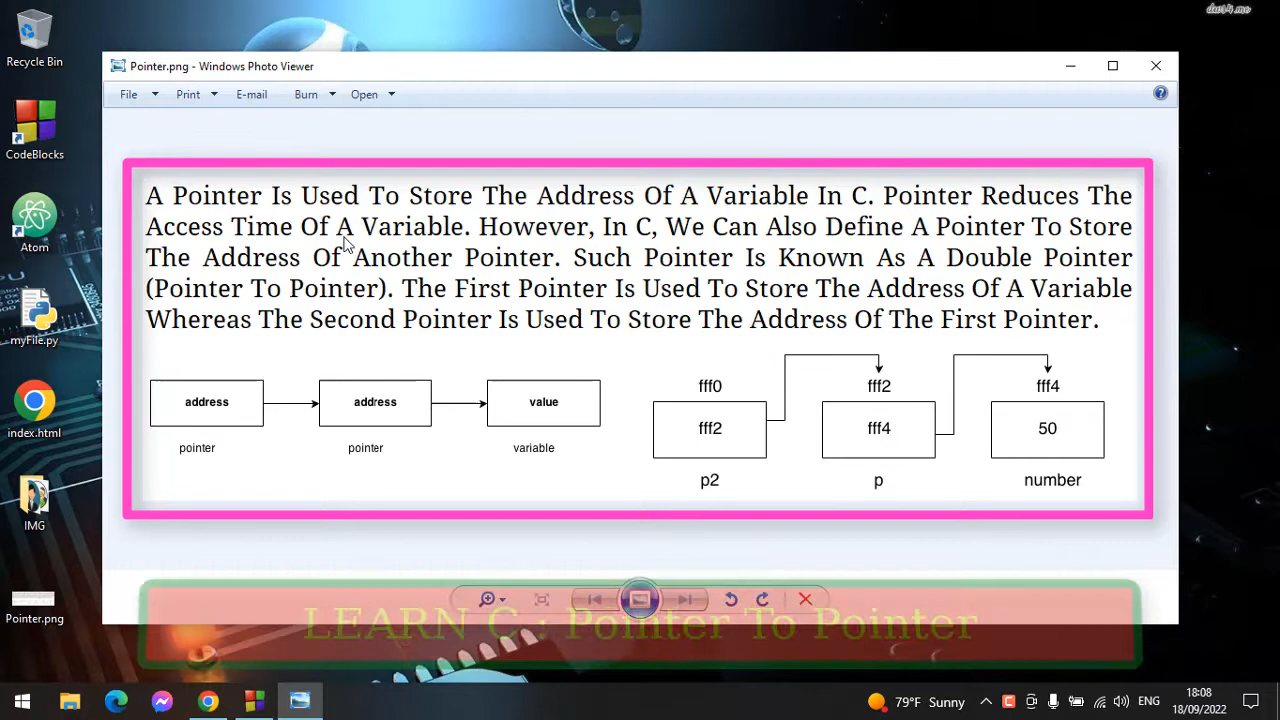 dws4.me
Recycle Bin
Pointer.png - Windows Photo Viewer
File Print E-mail Burn Open
CodeBlocks
A Pointer Is Used To Store The Address Of A Variable In C. Pointer Reduces The
Access Time Of A Variable. However, In C, We Can Also Define A Pointer To Store
The Address Of Another Pointer. Such Pointer Is Known As A Double Pointer
(Pointer To Pointer). The First Pointer Is Used To Store The Address Of A Variable
Whereas The Second Pointer Is Used To Store The Address Of The First Pointer.
Atom
myFile.py
fff0 fff2 fff4
address address value
fff2 fff4 50
pointer pointer variable
p2 p number
index.html
IMG
Pointer.png
LEARN C : Pointer To Pointer
79°F Sunny
ENG
18:08
18/09/2022